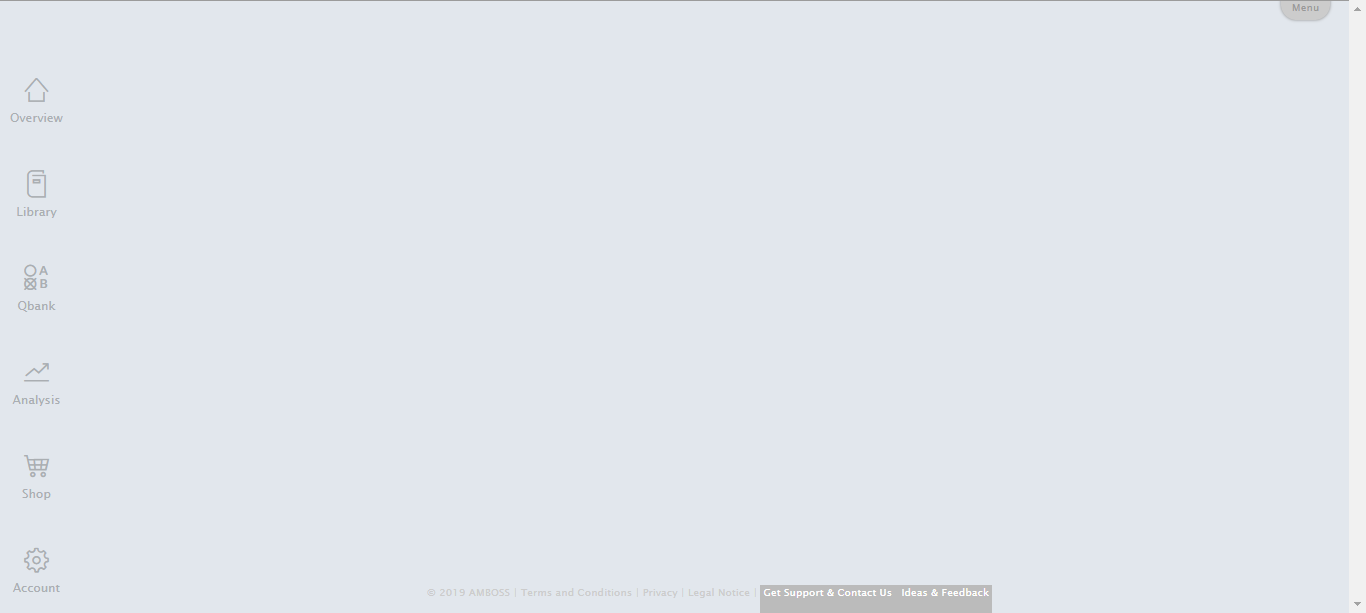 Menu
Overview
Library
A
B
Qbank
Analysis
Shop
Account
© 2019 AMBOSS | Terms and Conditions | Privacy | Legal Notice | Get Support & Contact Us Ideas & Feedback